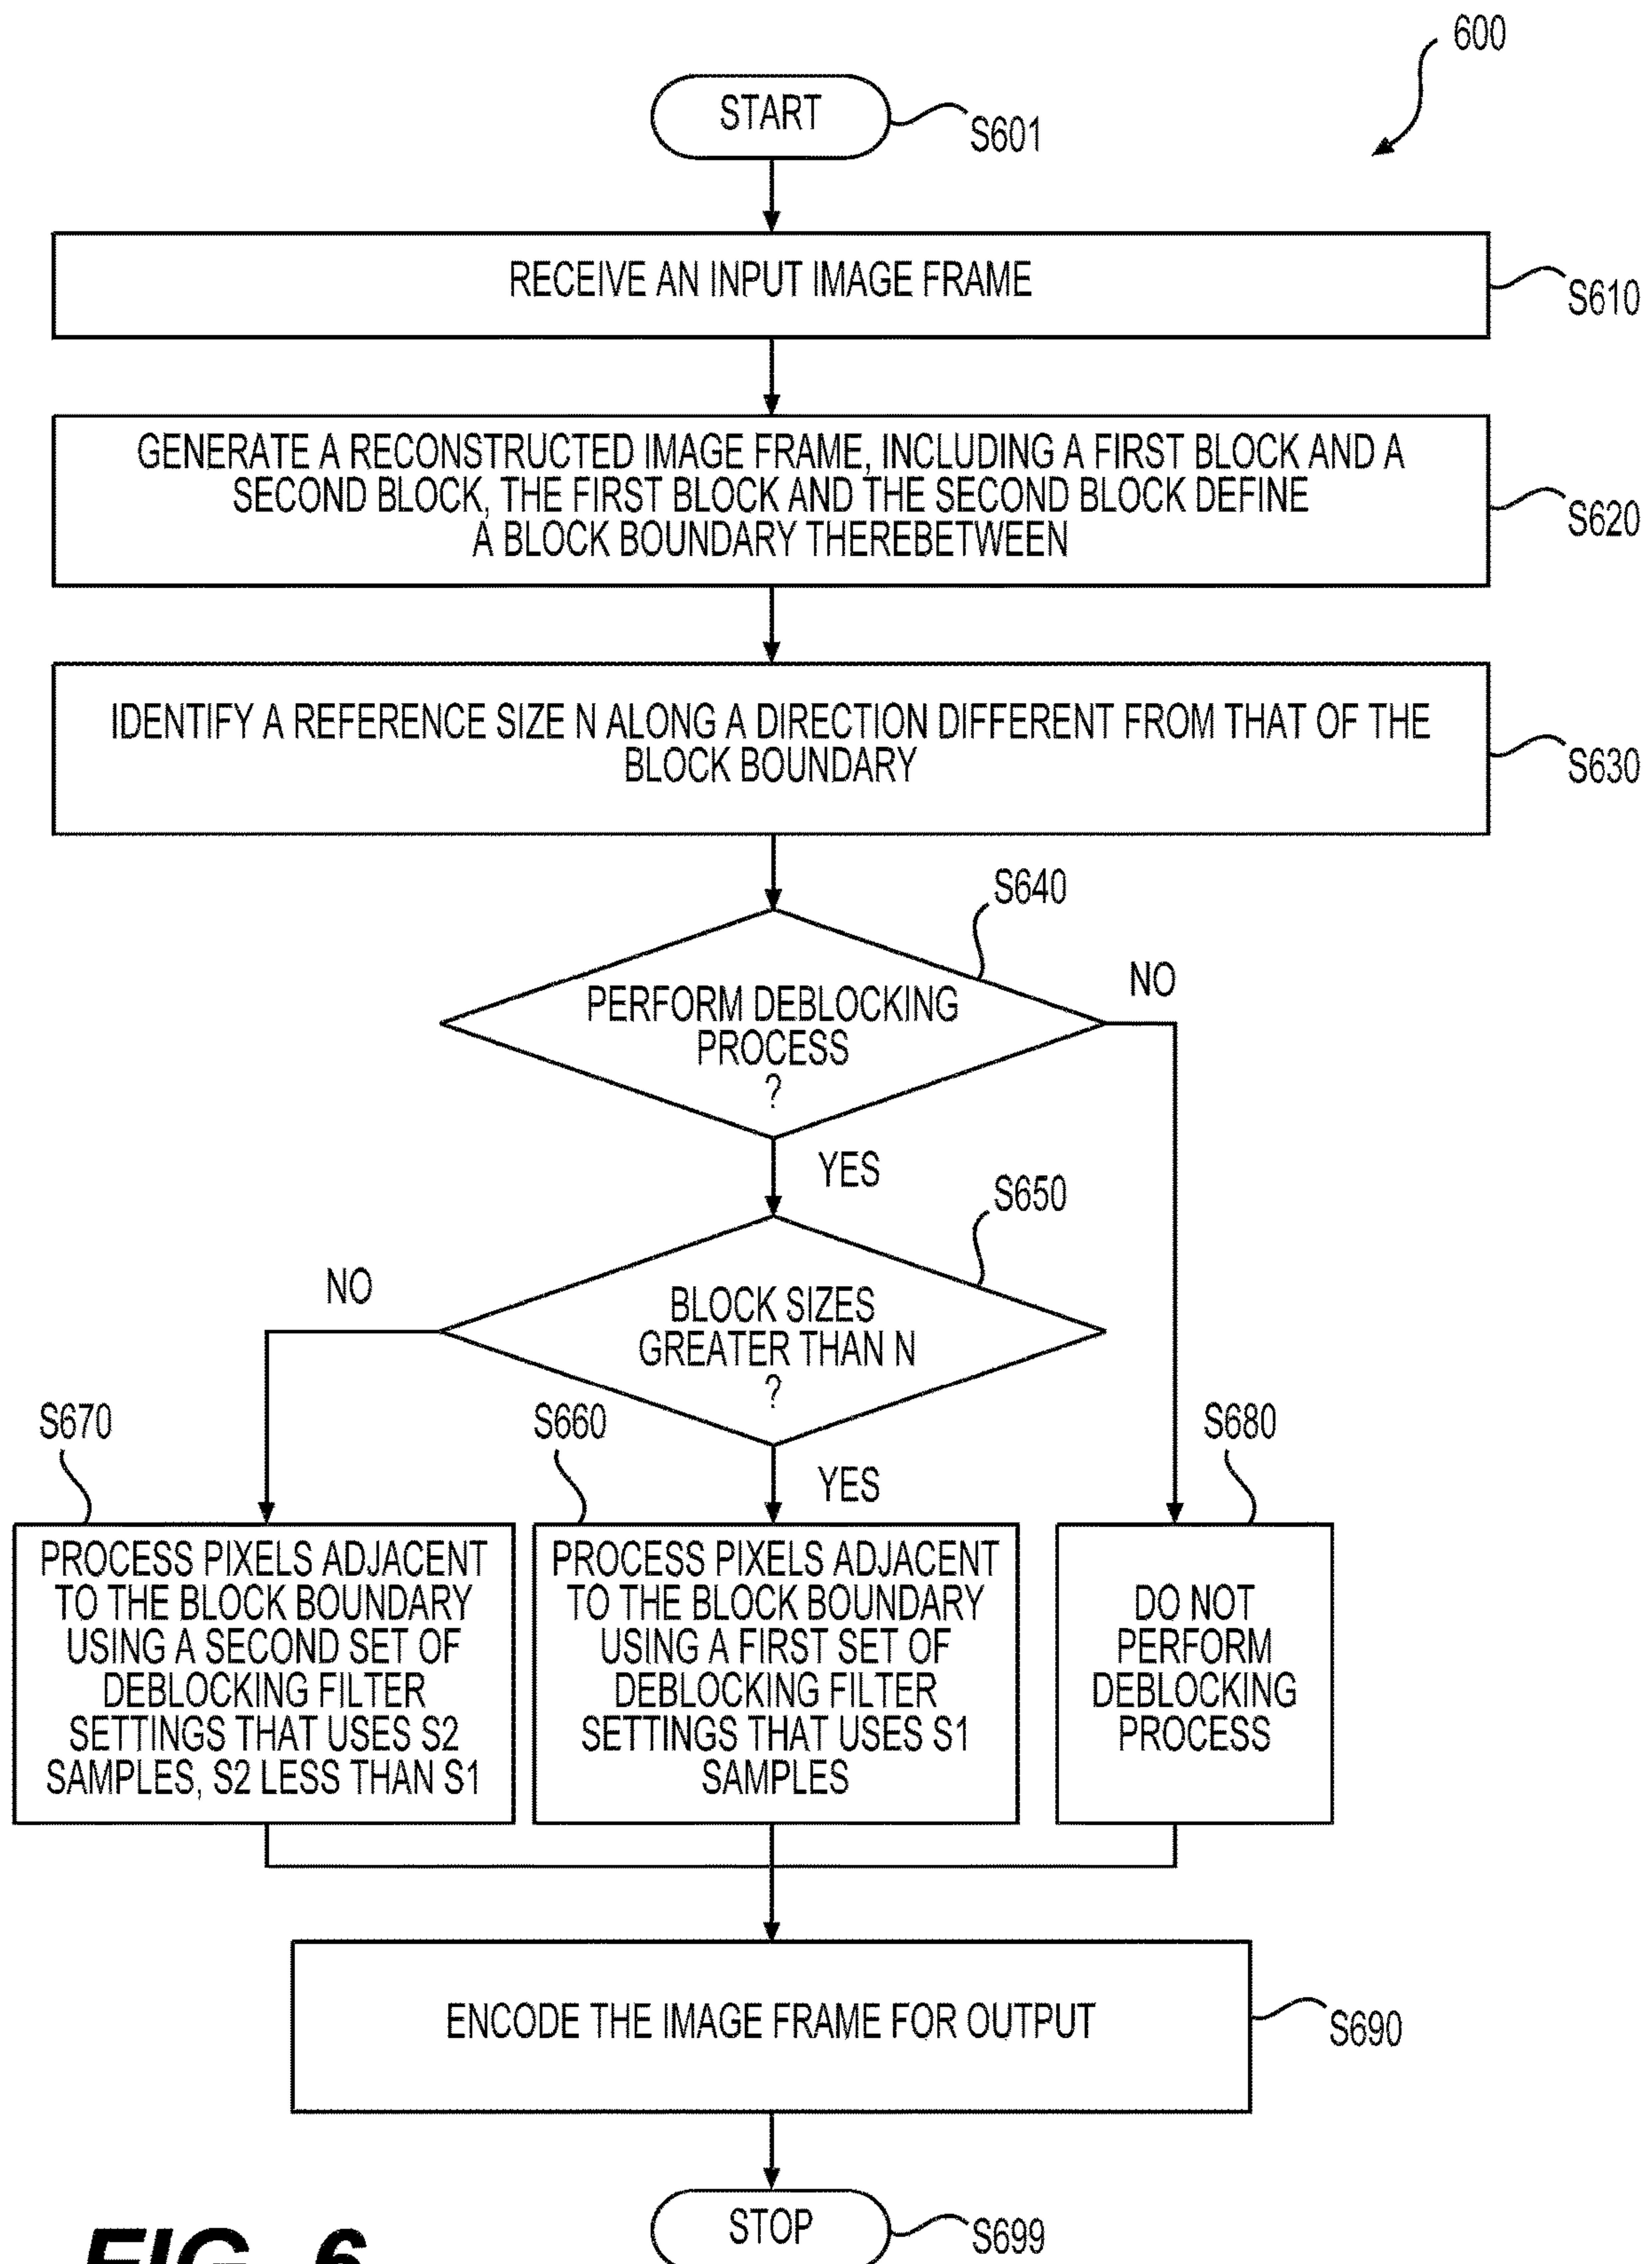 600
START
S601
RECEIVE AN INPUT IMAGE FRAME
S610
GENERATE A RECONSTRUCTED IMAGE FRAME, INCLUDING A FIRST BLOCK AND A
SECOND BLOCK, THE FIRST BLOCK AND THE SECOND BLOCK DEFINE
A BLOCK BOUNDARY THEREBETWEEN
S620
IDENTIFY A REFERENCE SIZE N ALONG A DIRECTION DIFFERENT FROM THAT OF THE
BLOCK BOUNDARY
S630
S640
PERFORM DEBLOCKING
PROCESS
?
NO
YES
S650
BLOCK SIZES
GREATER THAN N
?
NO
YES
S670
PROCESS PIXELS ADJACENT
TO THE BLOCK BOUNDARY
USING A SECOND SET OF
DEBLOCKING FILTER
SETTINGS THAT USES S2
SAMPLES, S2 LESS THAN S1
S660
PROCESS PIXELS ADJACENT
TO THE BLOCK BOUNDARY
USING A FIRST SET OF
DEBLOCKING FILTER
SETTINGS THAT USES S1
SAMPLES
S680
DO NOT
PERFORM
DEBLOCKING
PROCESS
ENCODE THE IMAGE FRAME FOR OUTPUT
S690
STOP
S699
FIG. 6